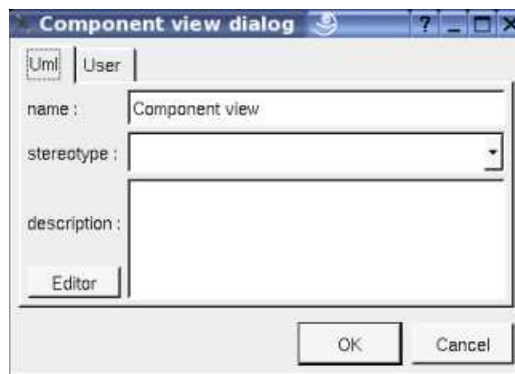 Component view dialog ? _ □ X
Uml User
name : Component view
stereotype :
description :
Editor
OK Cancel